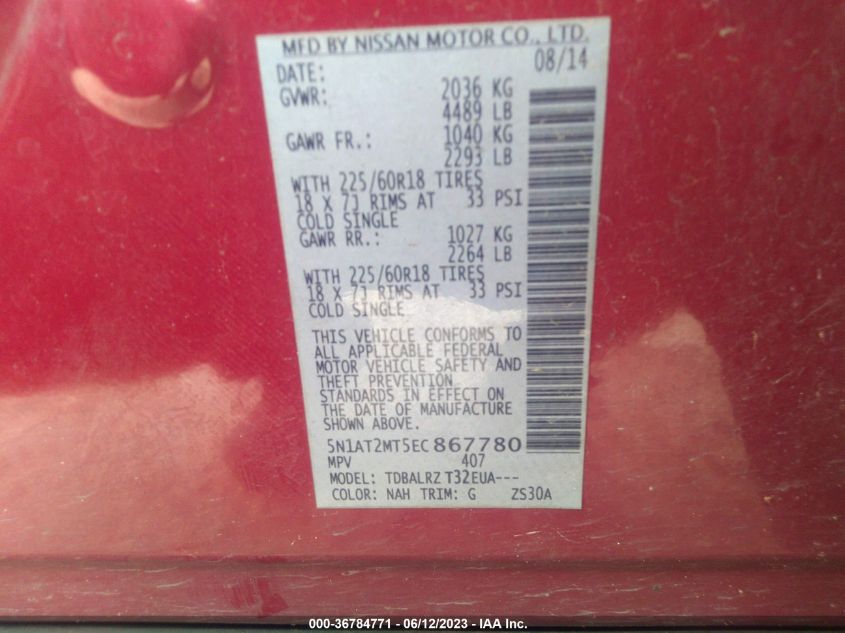 MFD BY NISSAN MOTOR CO., LTD.
DATE: 08/14
GVWR: 2036 KG
4489 LB
GAWR FR.: 1040 KG
2293 LB
WITH 225/60R18 TIRES
18 X 7J RIMS AT 33 PSI
COLD SINGLE
GAWR RR.: 1027 KG
2264 LB
WITH 225/60R18 TIRES
18 X 7J RIMS AT 33 PSI
COLD SINGLE
THIS VEHICLE CONFORMS TO
ALL APPLICABLE FEDERAL
MOTOR VEHICLE SAFETY AND
THEFT PREVENTION
STANDARDS IN EFFECT ON
THE DATE OF MANUFACTURE
SHOWN ABOVE.
5N1AT2MT5EC867780
MPV 407
MODEL: TDBALRZ T32EUA---
COLOR: NAH TRIM: G ZS30A
000-36784771 - 06/12/2023 - IAA Inc.